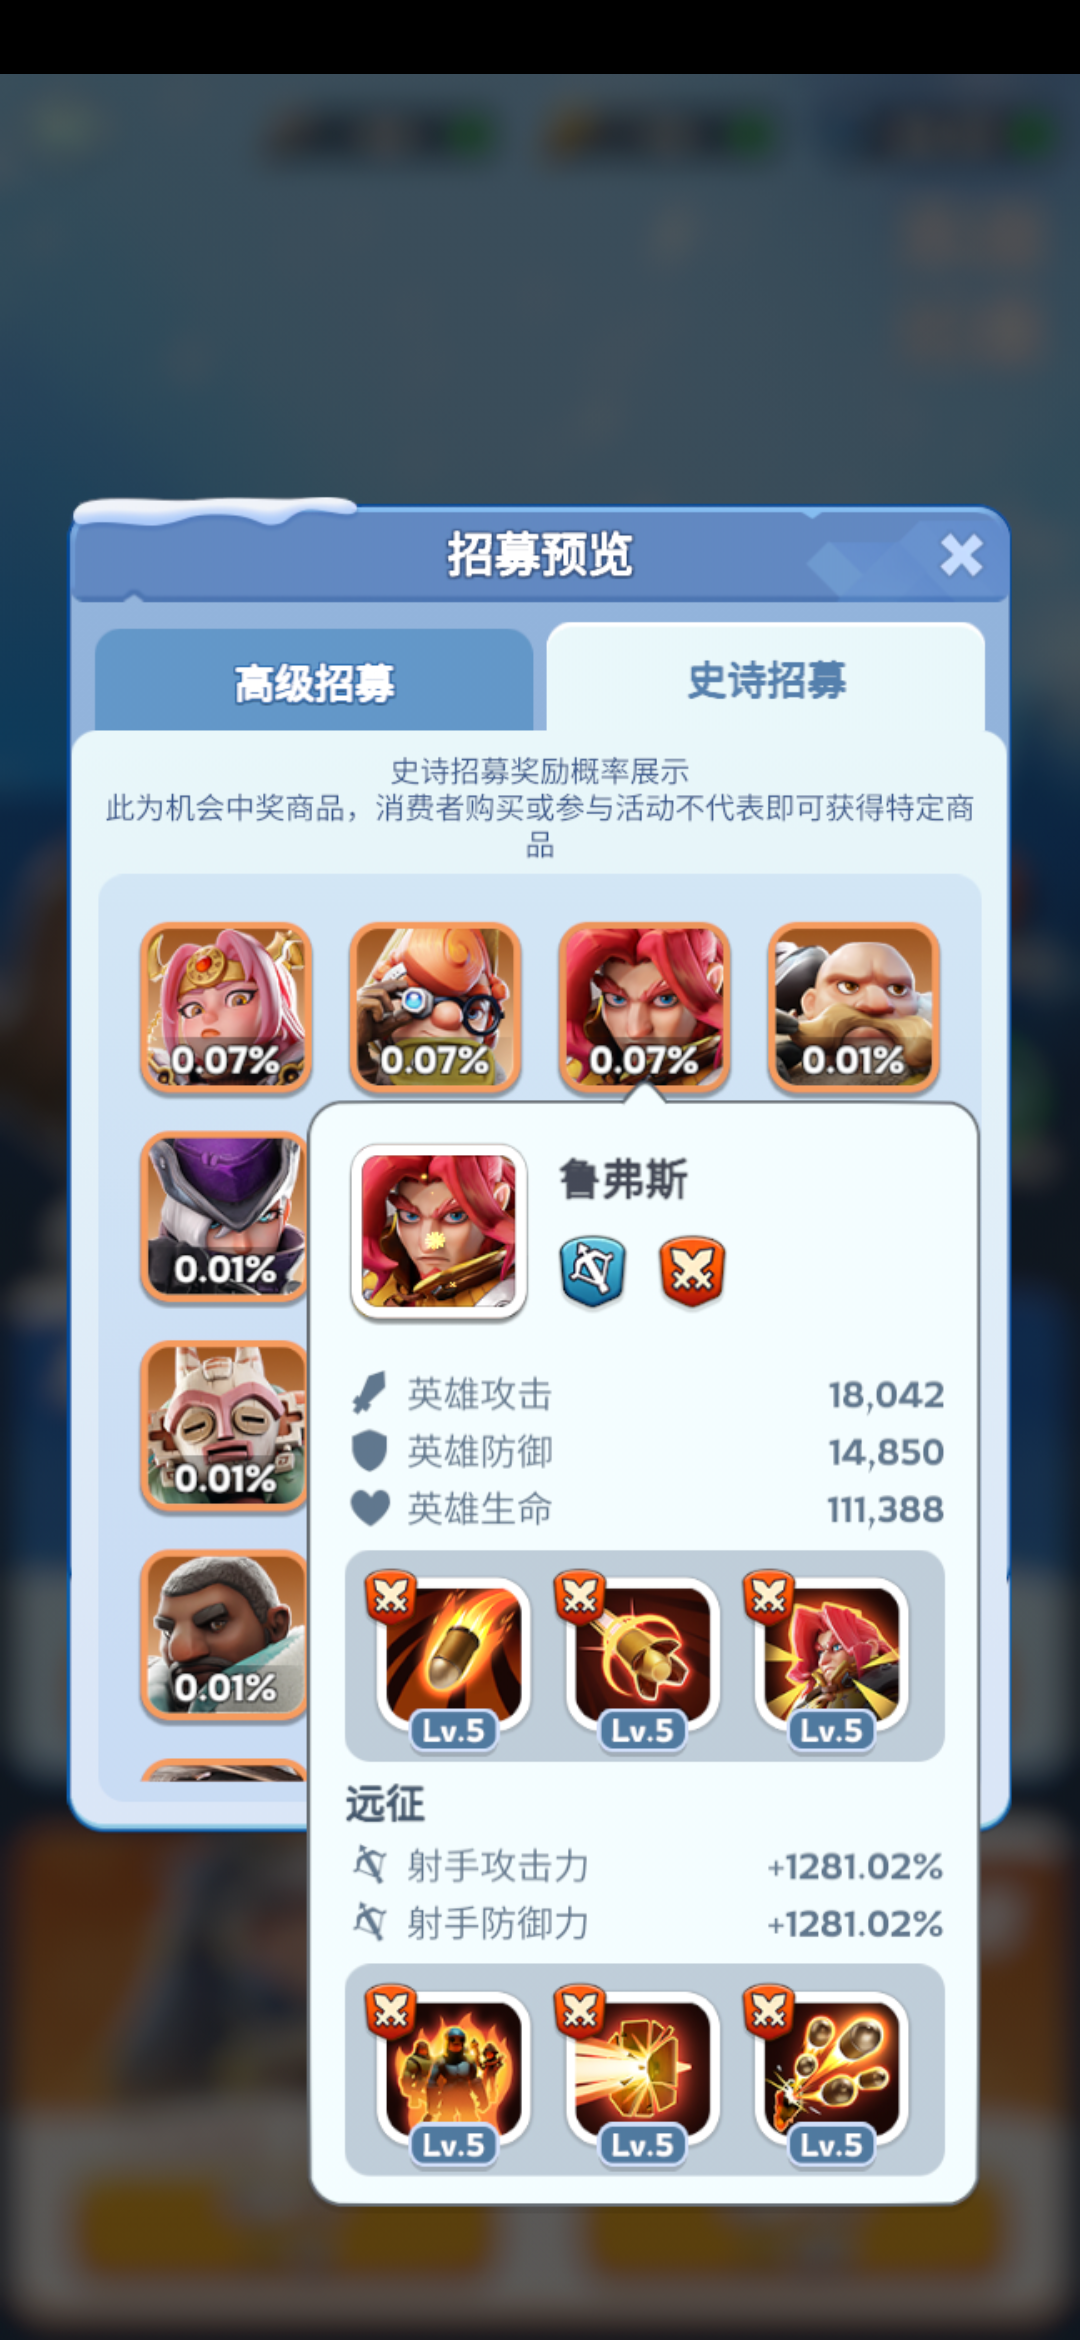 招募预览
高级招募
史诗招募
史诗招募奖励概率展示
此为机会中奖商品，消费者购买或参与活动不代表即可获得特定商
品
0.07%
0.07%
0.07%
0.01%
0.01%
0.01%
0.01%
鲁弗斯
英雄攻击 18,042
英雄防御 14,850
英雄生命 111,388
Lv.5 Lv.5 Lv.5
远征
射手攻击力 +1281.02%
射手防御力 +1281.02%
Lv.5 Lv.5 Lv.5